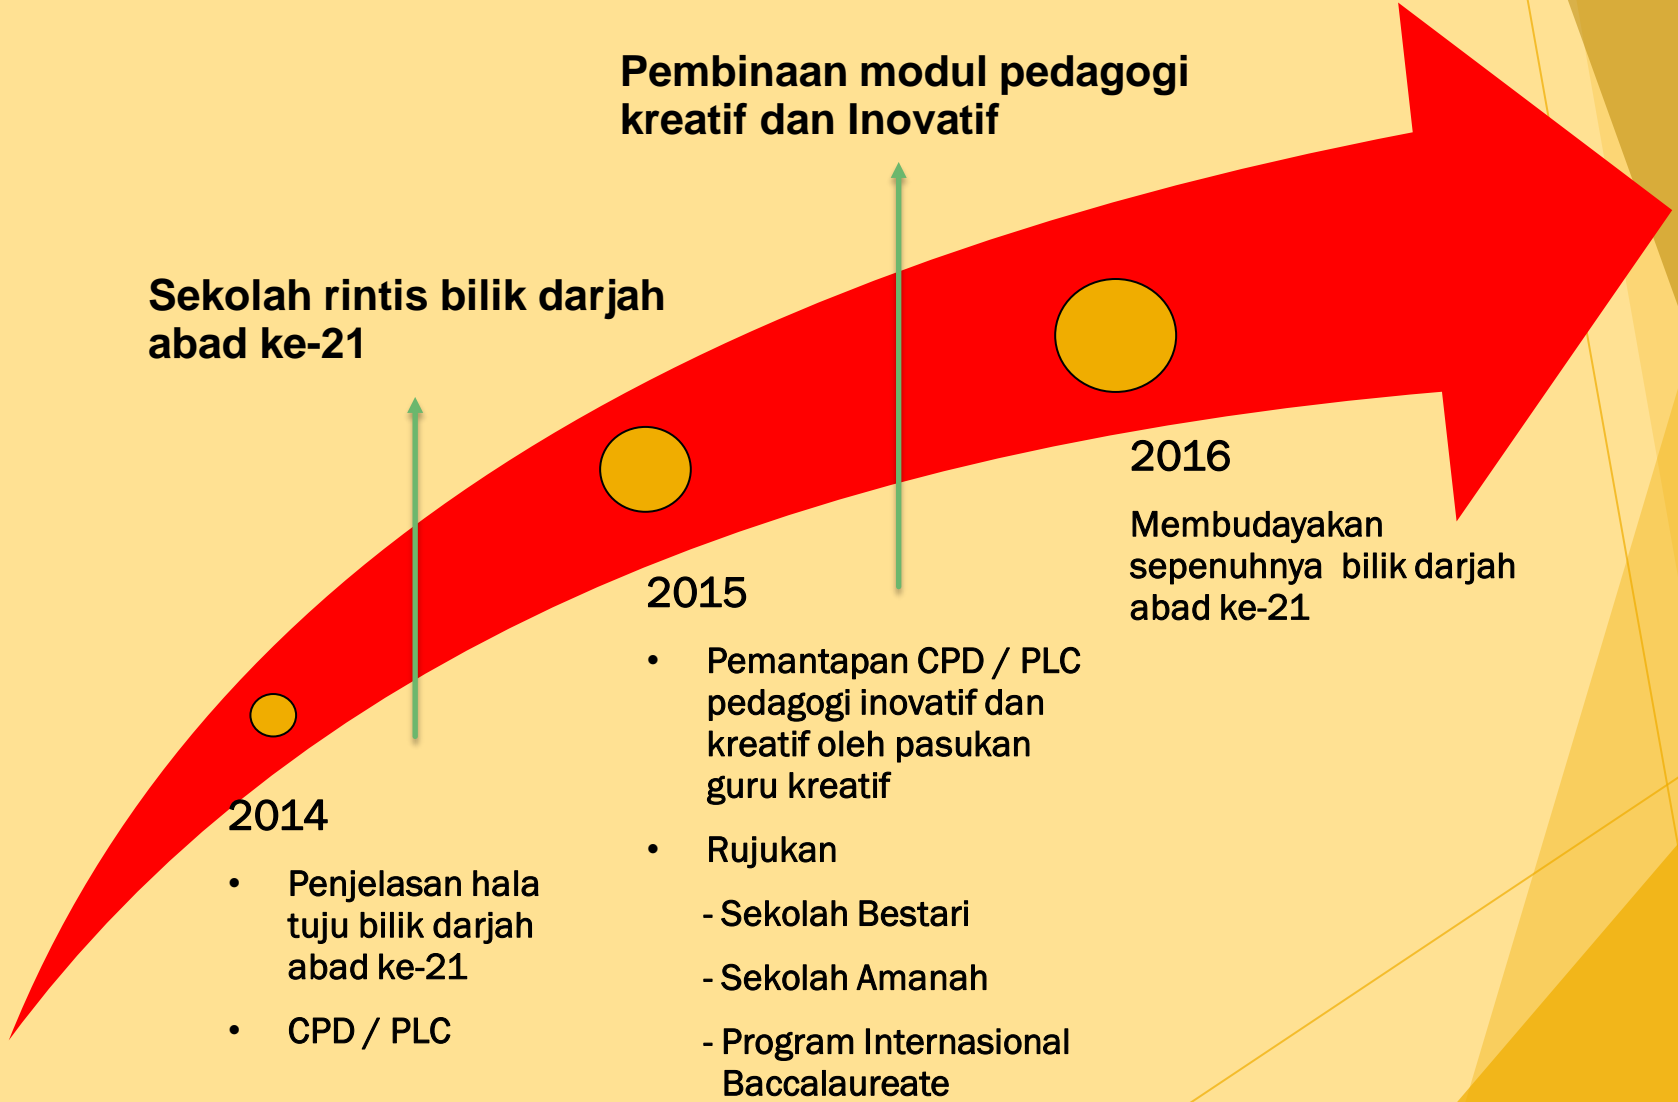 Pembinaan modul pedagogi
kreatif dan Inovatif
Sekolah rintis bilik darjah
abad ke-21
2014
• Penjelasan hala
tuju bilik darjah
abad ke-21
• CPD / PLC
2015
• Pemantapan CPD / PLC
pedagogi inovatif dan
kreatif oleh pasukan
guru kreatif
• Rujukan
- Sekolah Bestari
- Sekolah Amanah
- Program Internasional
Baccalaureate
2016
Membudayakan
sepenuhnya bilik darjah
abad ke-21